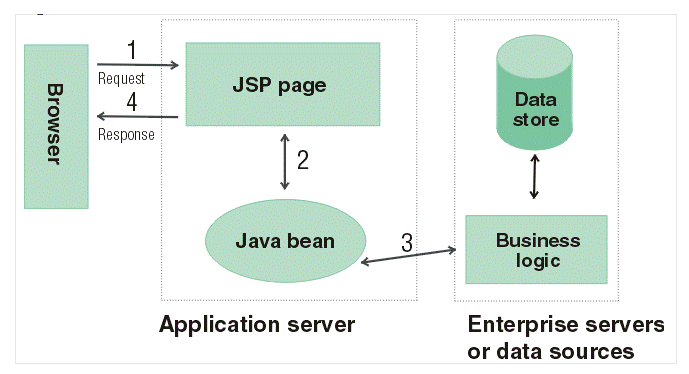 1
Request
4
Response
Browser
JSP page
2
Java bean
3
Data
store
Business
logic
Application server
Enterprise servers
or data sources